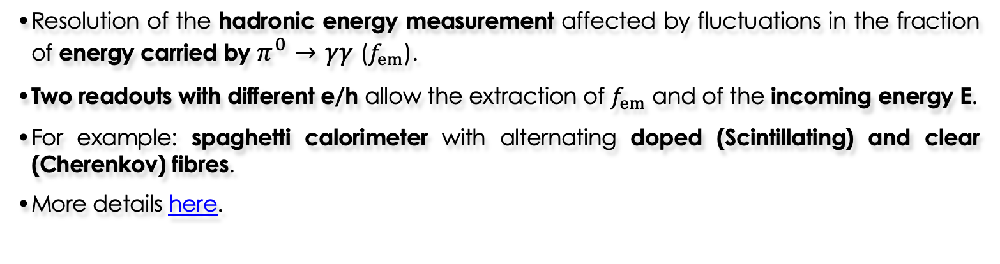 •Resolution of the hadronic energy measurement affected by fluctuations in the fraction
of energy carried by π⁰ → γγ (f_em).
•Two readouts with different e/h allow the extraction of f_em and of the incoming energy E.
•For example: spaghetti calorimeter with alternating doped (Scintillating) and clear
(Cherenkov) fibres.
•More details here.